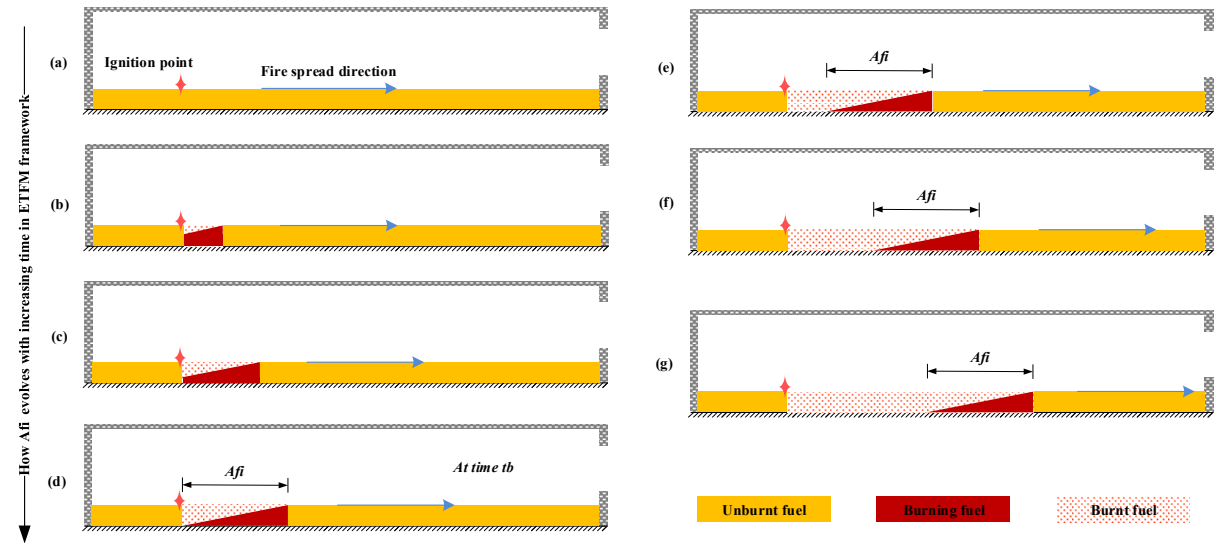 How Afi evolves with increasing time in ETFM framework
(a)
Ignition point
Fire spread direction
(b)
(c)
(d)
Afi
At time tb
(e)
Afi
(f)
Afi
(g)
Afi
Unburnt fuel
Burning fuel
Burnt fuel